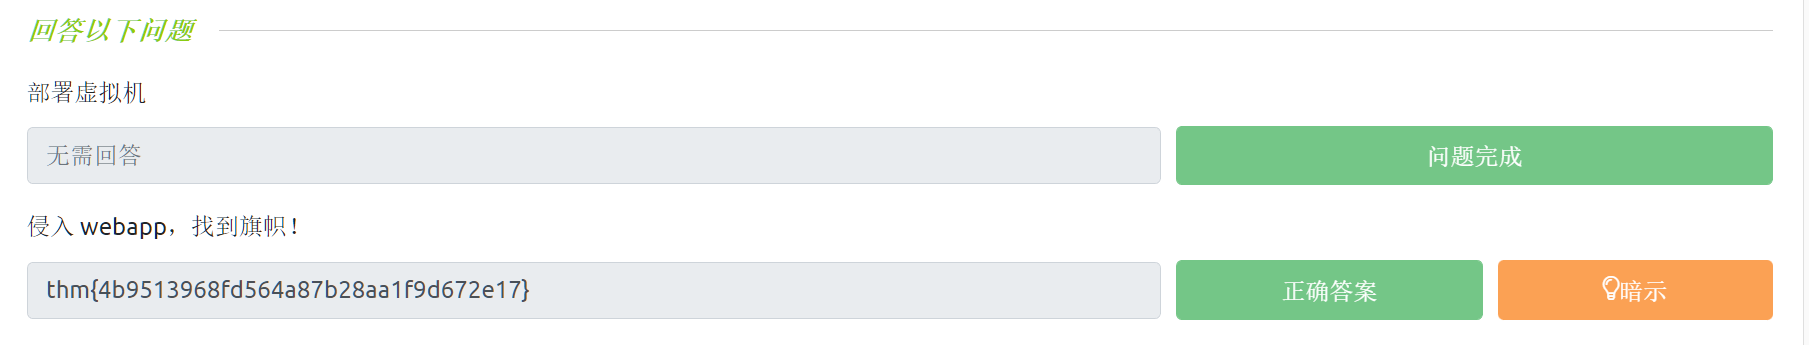 回答以下问题
部署虚拟机
无需回答
问题完成
侵入 webapp，找到旗帜！
thm{4b9513968fd564a87b28aa1f9d672e17}
正确答案
暗示